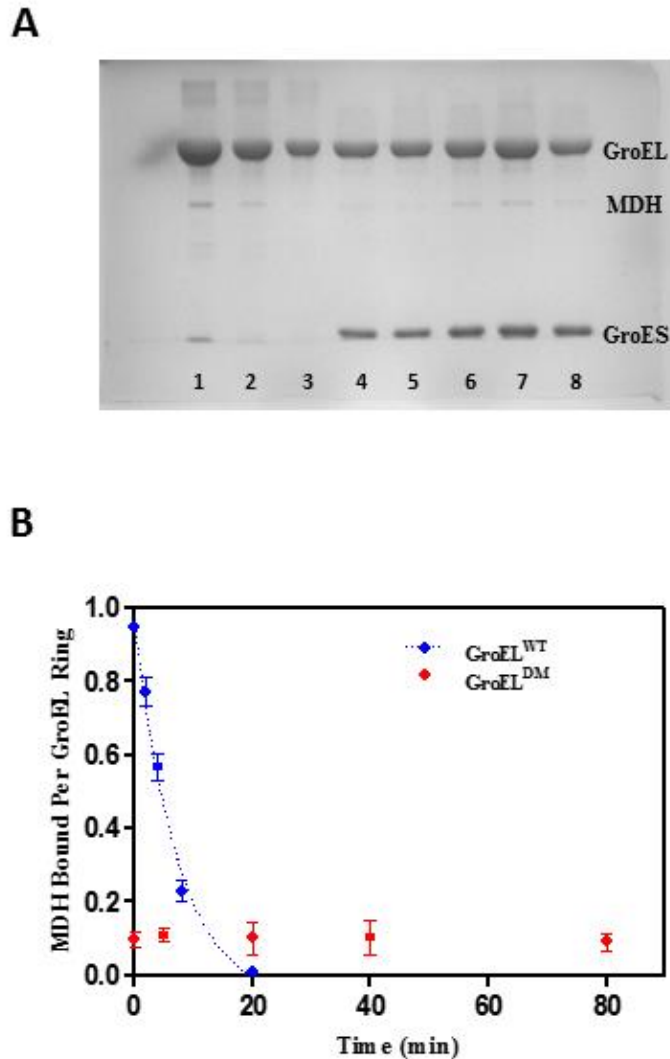 A
GroEL
MDH
GroES
1 2 3 4 5 6 7 8
B
MDH Bound Per GroEL Ring
1.0
0.8
0.6
0.4
0.2
0.0
GroEL^WT
GroEL^DM
0 20 40 60 80
Time (min)